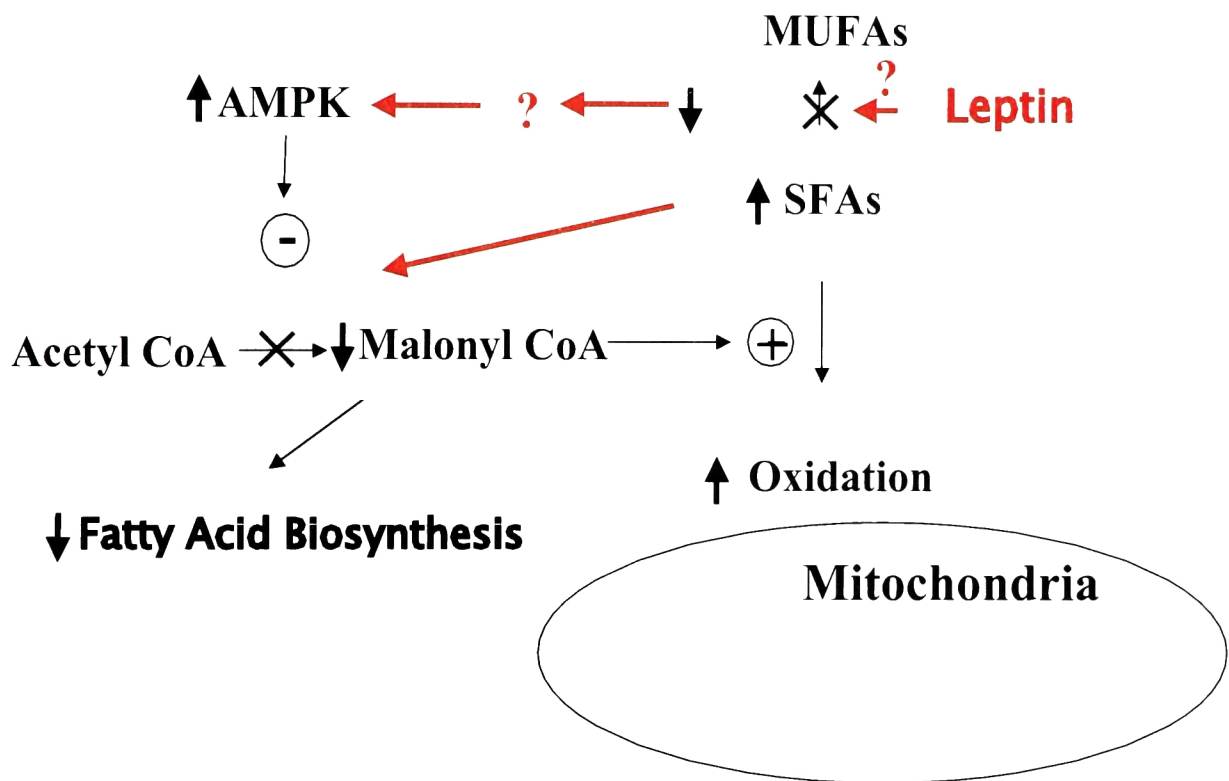 MUFAs
?
AMPK ? Leptin
SFAs
-
Acetyl CoA Malonyl CoA +
Oxidation
Fatty Acid Biosynthesis
Mitochondria